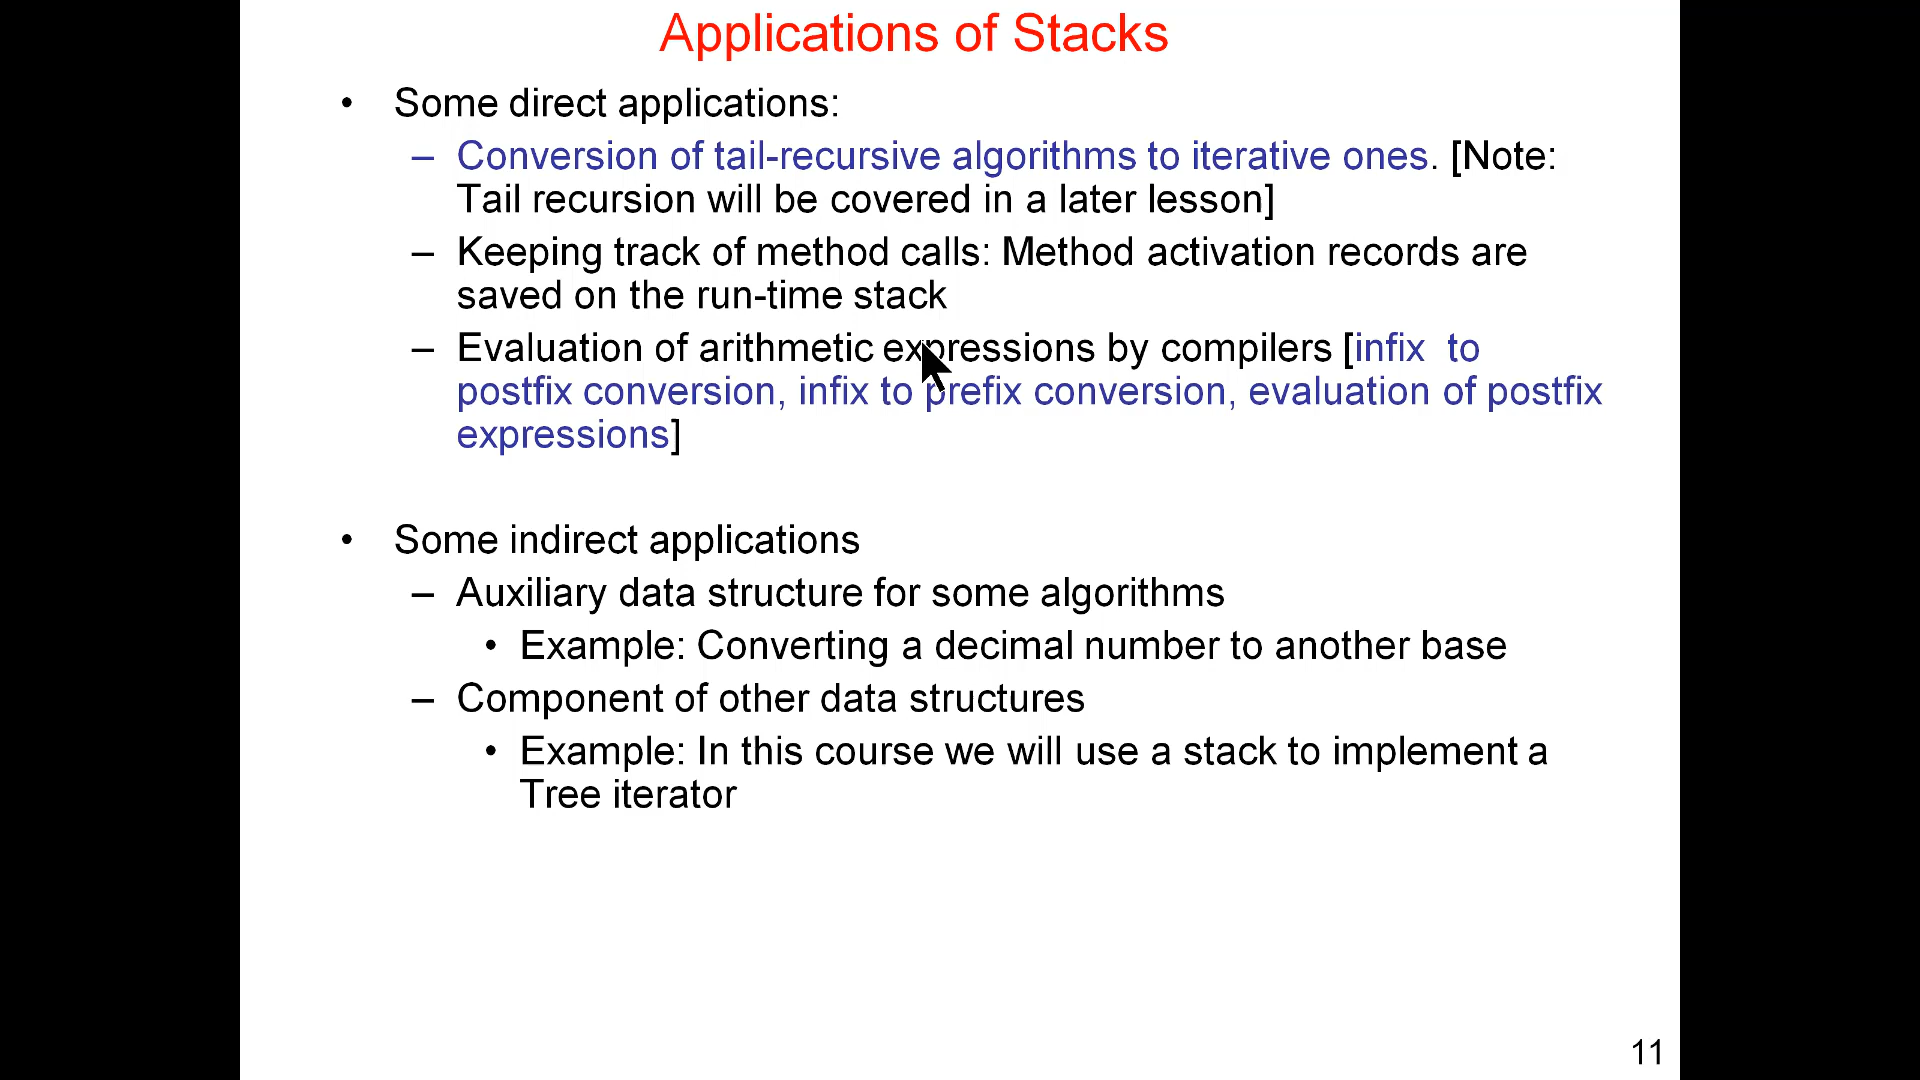 Applications of Stacks
• Some direct applications:
– Conversion of tail-recursive algorithms to iterative ones. [Note:
Tail recursion will be covered in a later lesson]
– Keeping track of method calls: Method activation records are
saved on the run-time stack
– Evaluation of arithmetic expressions by compilers [infix to
postfix conversion, infix to prefix conversion, evaluation of postfix
expressions]
• Some indirect applications
– Auxiliary data structure for some algorithms
• Example: Converting a decimal number to another base
– Component of other data structures
• Example: In this course we will use a stack to implement a
Tree iterator
11